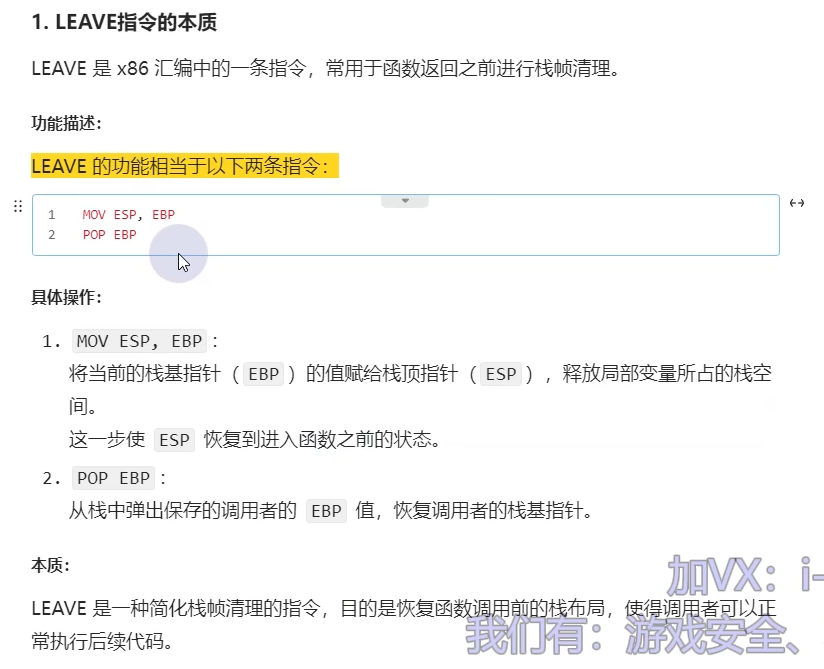 1. LEAVE指令的本质
LEAVE 是 x86 汇编中的一条指令，常用于函数返回之前进行栈帧清理。
功能描述：
LEAVE 的功能相当于以下两条指令：
1 MOV ESP, EBP
2 POP EBP
具体操作：
1. MOV ESP, EBP：
将当前的栈基指针（EBP）的值赋给栈顶指针（ESP），释放局部变量所占的栈空
间。
这一步使 ESP 恢复到进入函数之前的状态。
2. POP EBP：
从栈中弹出保存的调用者的 EBP 值，恢复调用者的栈基指针。
本质：
加VX：i-
LEAVE 是一种简化栈帧清理的指令，目的是恢复函数调用前的栈布局，使得调用者可以正
常执行后续代码。
我们有：游戏安全、